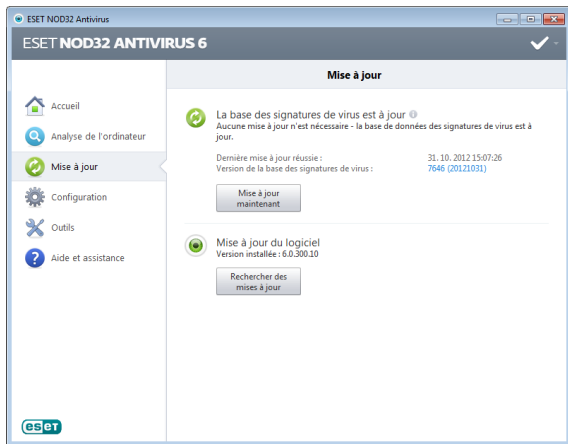 ESET NOD32 Antivirus
ESET NOD32 ANTIVIRUS 6
Mise à jour
Accueil
Analyse de l'ordinateur
Mise à jour
Configuration
Outils
Aide et assistance
La base des signatures de virus est à jour
Aucune mise à jour n'est nécessaire - la base de données des signatures de virus est à
jour.
Dernière mise à jour réussie : 31. 10. 2012 15:07:26
Version de la base des signatures de virus : 7646 (20121031)
Mise à jour
maintenant
Mise à jour du logiciel
Version installée : 6.0.300.10
Rechercher des
mises à jour
eseT